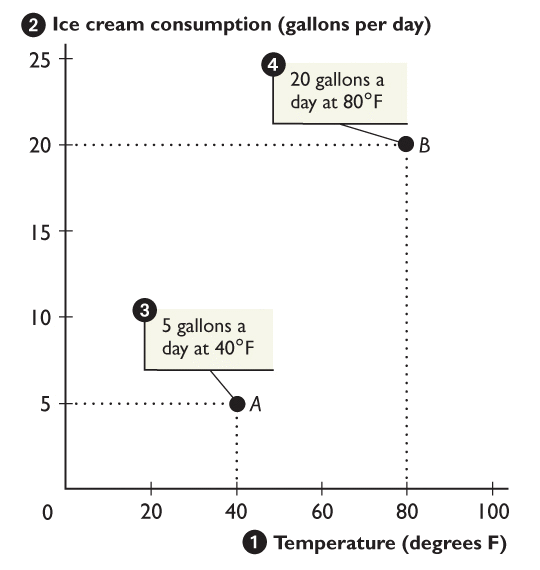 2 Ice cream consumption (gallons per day)
25
4
20 gallons a
day at 80°F
20
B
15
10
3
5 gallons a
day at 40°F
5
A
0
20
40
60
80
100
1 Temperature (degrees F)